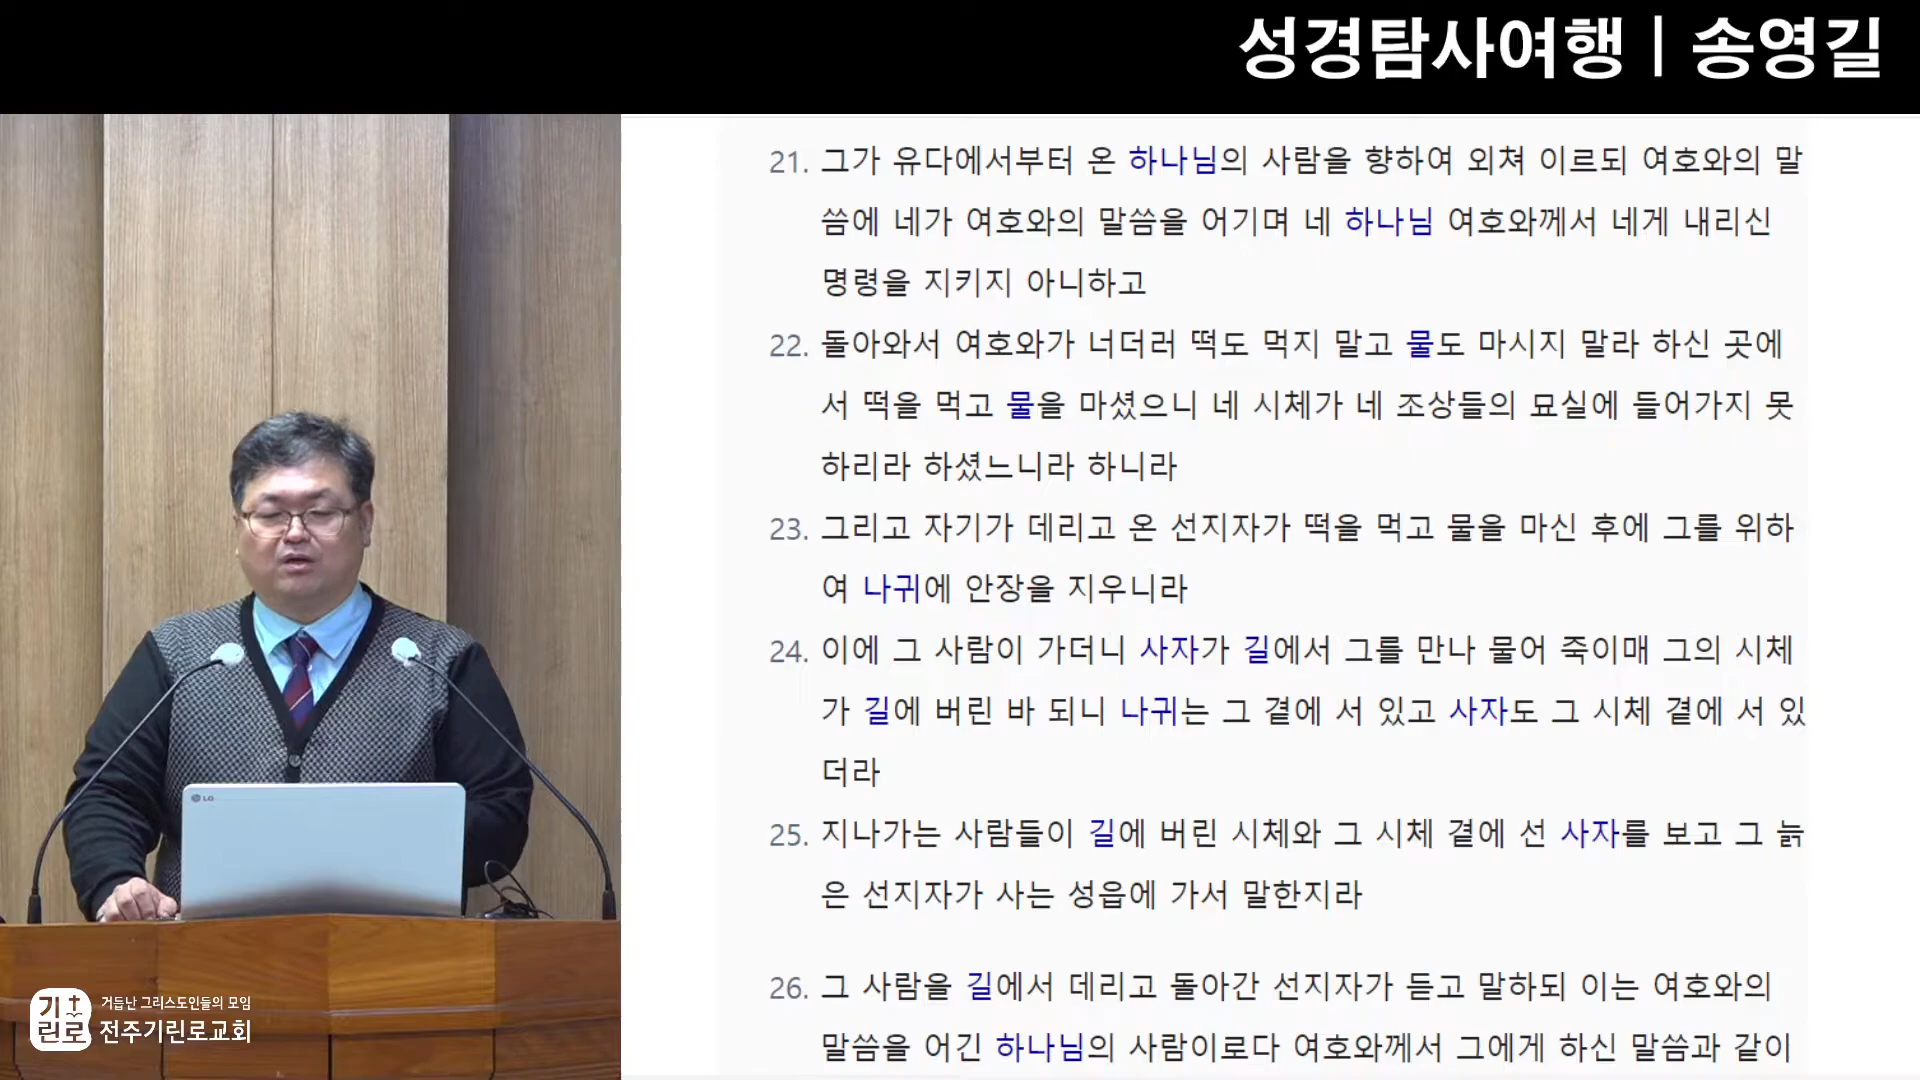 성경탐사여행 | 송영길
21. 그가 유다에서부터 온 하나님의 사람을 향하여 외쳐 이르되 여호와의 말
씀에 네가 여호와의 말씀을 어기며 네 하나님 여호와께서 네게 내리신
명령을 지키지 아니하고
22. 돌아와서 여호와가 너더러 떡도 먹지 말고 물도 마시지 말라 하신 곳에
서 떡을 먹고 물을 마셨으니 네 시체가 네 조상들의 묘실에 들어가지 못
하리라 하셨느니라 하니라
23. 그리고 자기가 데리고 온 선지자가 떡을 먹고 물을 마신 후에 그를 위하
여 나귀에 안장을 지우니라
24. 이에 그 사람이 가더니 사자가 길에서 그를 만나 물어 죽이매 그의 시체
가 길에 버린 바 되니 나귀는 그 곁에 서 있고 사자도 그 시체 곁에 서 있
더라
25. 지나가는 사람들이 길에 버린 시체와 그 시체 곁에 선 사자를 보고 그 늙
은 선지자가 사는 성읍에 가서 말한지라
26. 그 사람을 길에서 데리고 돌아간 선지자가 듣고 말하되 이는 여호와의
말씀을 어긴 하나님의 사람이로다 여호와께서 그에게 하신 말씀과 같이
LG
기린로
거듭난 그리스도인들의 모임
전주기린로교회